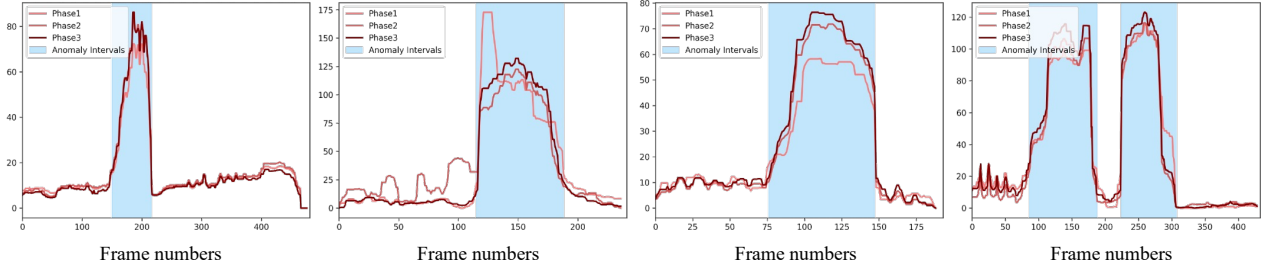 80
60
40
20
0
Phase1
Phase2
Phase3
Anomaly Intervals
0 100 200 300 400
Frame numbers
175
150
125
100
75
50
25
0
Phase1
Phase2
Phase3
Anomaly Intervals
0 50 100 150 200
Frame numbers
80
70
60
50
40
30
20
10
0
Phase1
Phase2
Phase3
Anomaly Intervals
0 25 50 75 100 125 150 175
Frame numbers
120
100
80
60
40
20
0
Phase1
Phase2
Phase3
Anomaly Intervals
0 50 100 150 200 250 300 350 400
Frame numbers